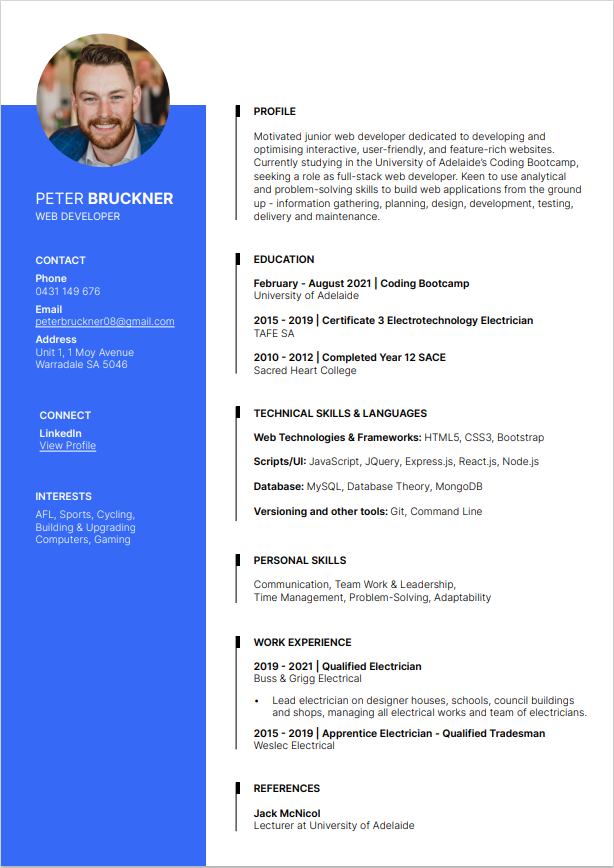 PETER BRUCKNER
WEB DEVELOPER
CONTACT
Phone
0431 149 676
Email
peterbruckner08@gmail.com
Address
Unit 1, 1 Moy Avenue
Warradale SA 5046
CONNECT
LinkedIn
View Profile
INTERESTS
AFL, Sports, Cycling,
Building & Upgrading
Computers, Gaming
PROFILE
Motivated junior web developer dedicated to developing and
optimising interactive, user-friendly, and feature-rich websites.
Currently studying in the University of Adelaide's Coding Bootcamp,
seeking a role as full-stack web developer. Keen to use analytical
and problem-solving skills to build web applications from the ground
up - information gathering, planning, design, development, testing,
delivery and maintenance.
EDUCATION
February - August 2021 | Coding Bootcamp
University of Adelaide
2015 - 2019 | Certificate 3 Electrotechnology Electrician
TAFE SA
2010 - 2012 | Completed Year 12 SACE
Sacred Heart College
TECHNICAL SKILLS & LANGUAGES
Web Technologies & Frameworks: HTML5, CSS3, Bootstrap
Scripts/UI: JavaScript, JQuery, Express.js, React.js, Node.js
Database: MySQL, Database Theory, MongoDB
Versioning and other tools: Git, Command Line
PERSONAL SKILLS
Communication, Team Work & Leadership,
Time Management, Problem-Solving, Adaptability
WORK EXPERIENCE
2019 - 2021 | Qualified Electrician
Buss & Grigg Electrical
• Lead electrician on designer houses, schools, council buildings
and shops, managing all electrical works and team of electricians.
2015 - 2019 | Apprentice Electrician - Qualified Tradesman
Weslec Electrical
REFERENCES
Jack McNicol
Lecturer at University of Adelaide